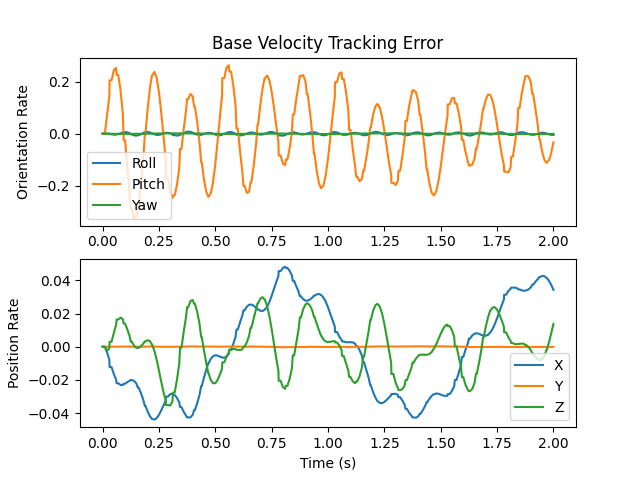 Base Velocity Tracking Error
Orientation Rate
0.2
0.0
−0.2
Roll
Pitch
Yaw
0.00 0.25 0.50 0.75 1.00 1.25 1.50 1.75 2.00
Position Rate
0.04
0.02
0.00
−0.02
−0.04
X
Y
Z
0.00 0.25 0.50 0.75 1.00 1.25 1.50 1.75 2.00
Time (s)